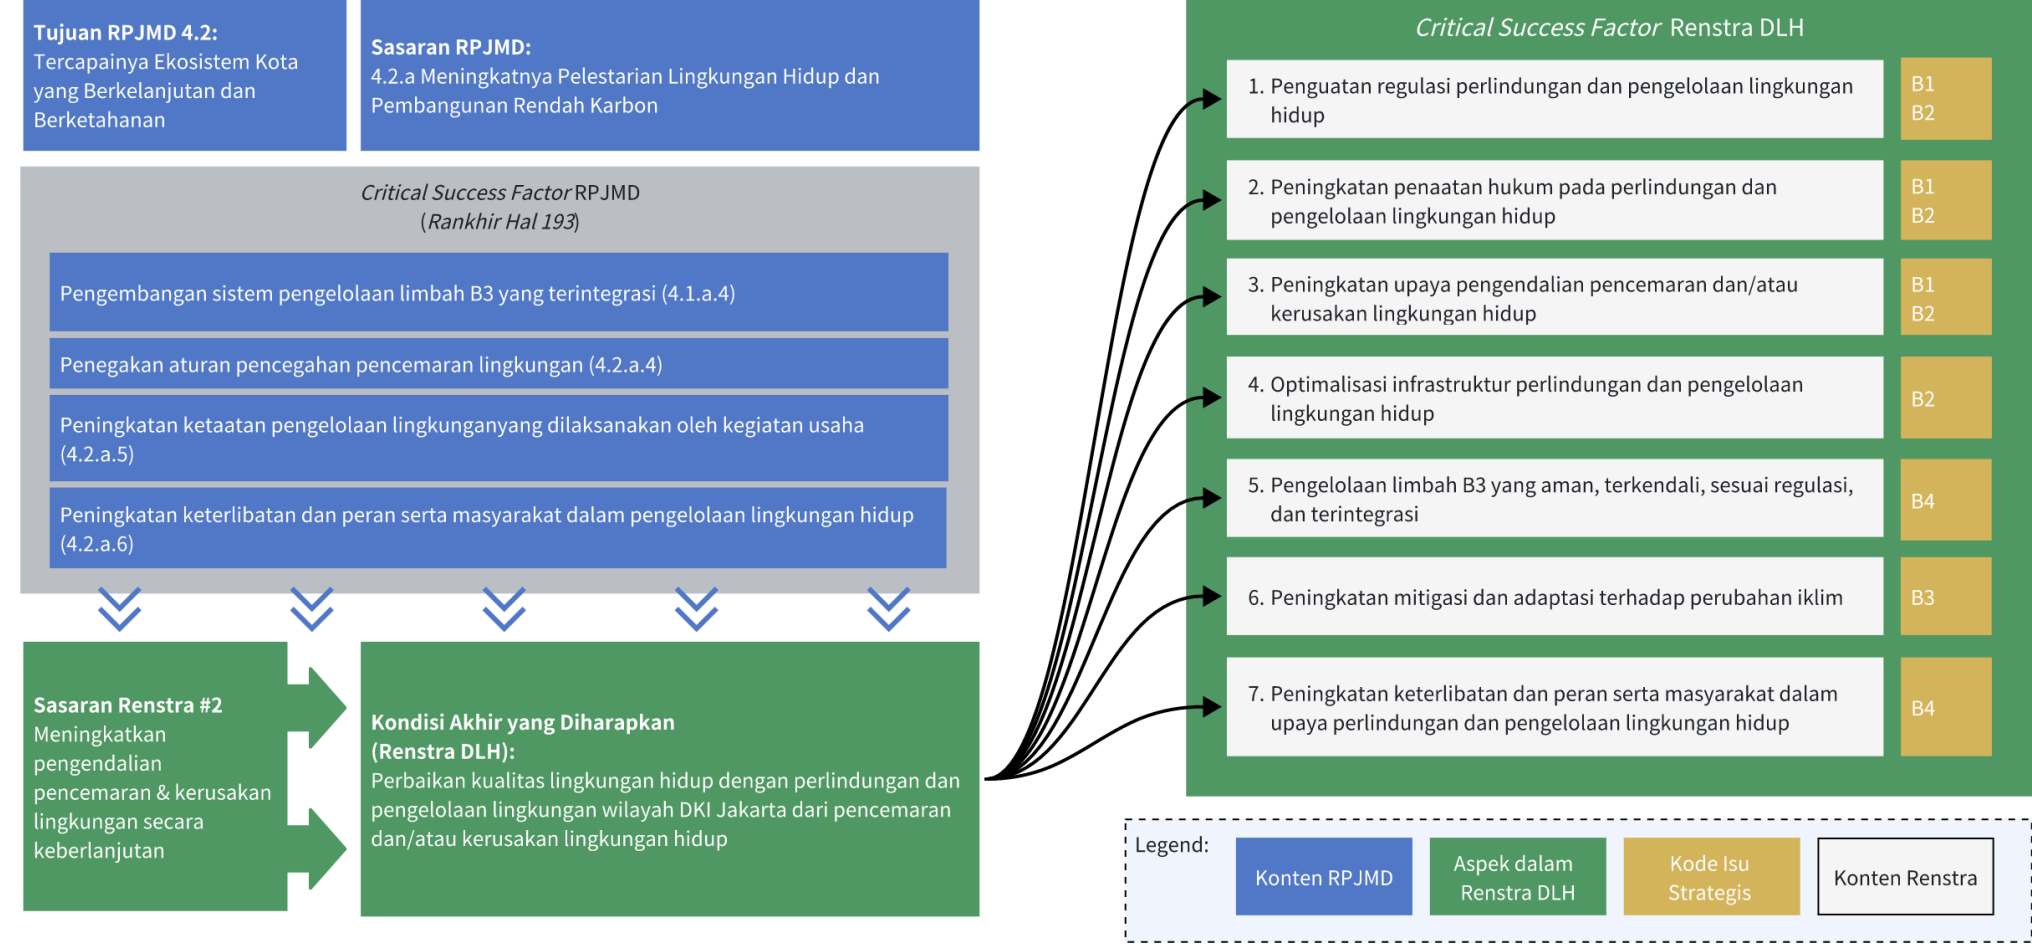 Tujuan RPJMD 4.2:
Tercapainya Ekosistem Kota
yang Berkelanjutan dan
Berketahanan
Sasaran RPJMD:
4.2.a Meningkatnya Pelestarian Lingkungan Hidup dan
Pembangunan Rendah Karbon
Critical Success Factor RPJMD
(Rankhir Hal 193)
Pengembangan sistem pengelolaan limbah B3 yang terintegrasi (4.1.a.4)
Penegakan aturan pencegahan pencemaran lingkungan (4.2.a.4)
Peningkatan ketaatan pengelolaan lingkunganyang dilaksanakan oleh kegiatan usaha
(4.2.a.5)
Peningkatan keterlibatan dan peran serta masyarakat dalam pengelolaan lingkungan hidup
(4.2.a.6)
Sasaran Renstra #2
Meningkatkan
pengendalian
pencemaran & kerusakan
lingkungan secara
keberlanjutan
Kondisi Akhir yang Diharapkan
(Renstra DLH):
Perbaikan kualitas lingkungan hidup dengan perlindungan dan
pengelolaan lingkungan wilayah DKI Jakarta dari pencemaran
dan/atau kerusakan lingkungan hidup
Critical Success Factor Renstra DLH
1. Penguatan regulasi perlindungan dan pengelolaan lingkungan
hidup
B1
B2
2. Peningkatan penaatan hukum pada perlindungan dan
pengelolaan lingkungan hidup
B1
B2
3. Peningkatan upaya pengendalian pencemaran dan/atau
kerusakan lingkungan hidup
B1
B2
4. Optimalisasi infrastruktur perlindungan dan pengelolaan
lingkungan hidup
B2
5. Pengelolaan limbah B3 yang aman, terkendali, sesuai regulasi,
dan terintegrasi
B4
6. Peningkatan mitigasi dan adaptasi terhadap perubahan iklim
B3
7. Peningkatan keterlibatan dan peran serta masyarakat dalam
upaya perlindungan dan pengelolaan lingkungan hidup
B4
Legend:
Konten RPJMD
Aspek dalam
Renstra DLH
Kode Isu
Strategis
Konten Renstra